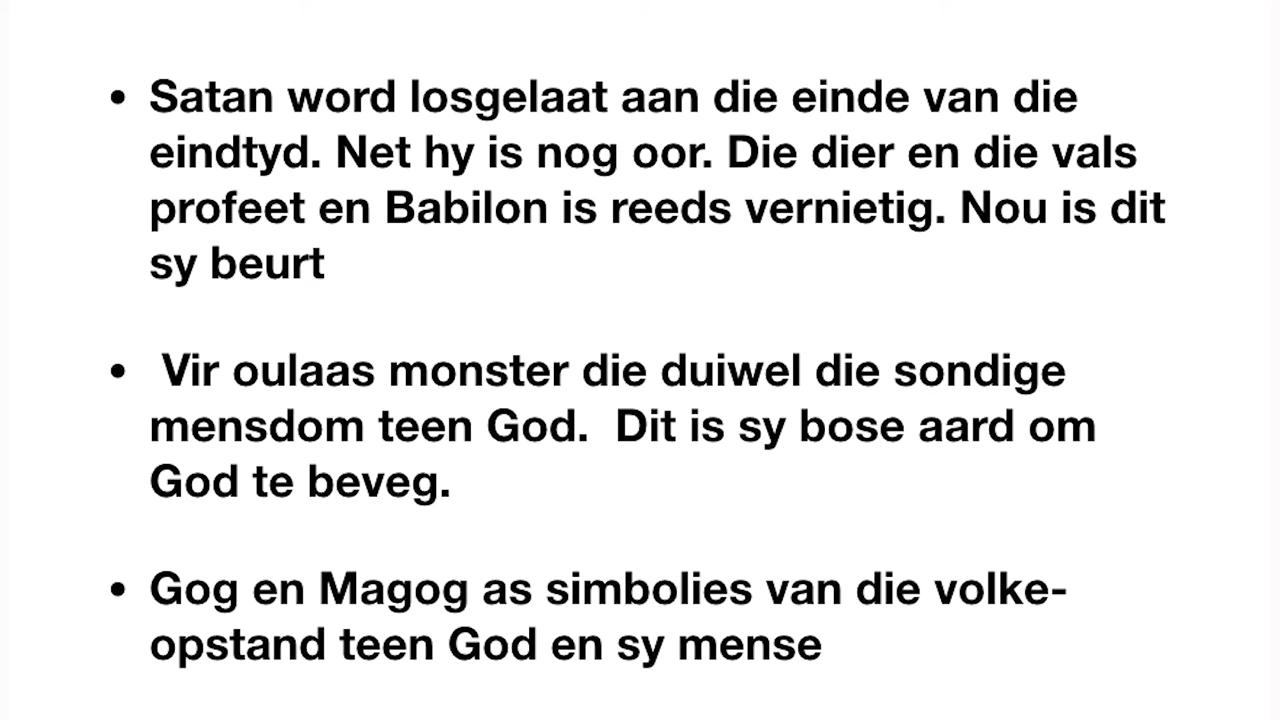 • Satan word losgelaat aan die einde van die
eindtyd. Net hy is nog oor. Die dier en die vals
profeet en Babilon is reeds vernietig. Nou is dit
sy beurt
• Vir oulaas monster die duiwel die sondige
mensdom teen God. Dit is sy bose aard om
God te beveg.
• Gog en Magog as simbolies van die volke-
opstand teen God en sy mense